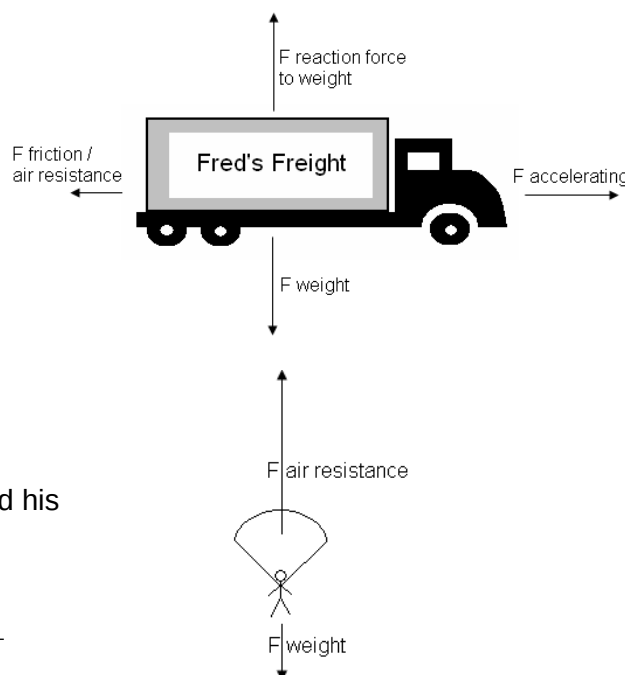 F reaction force
to weight
F friction /
air resistance
Fred's Freight
F accelerating
F weight
F air resistance
d his
F weight